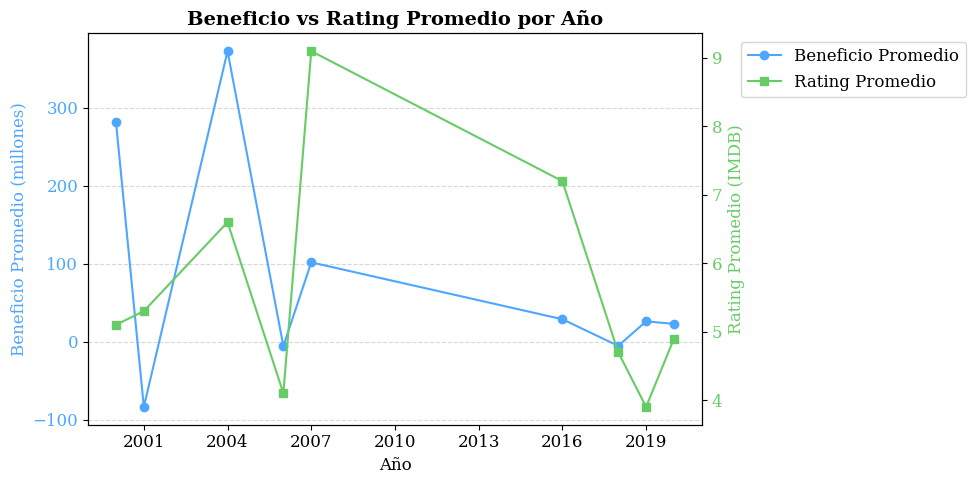 Beneficio vs Rating Promedio por Año
Beneficio Promedio (millones)
300
200
100
0
−100
2001 2004 2007 2010 2013 2016 2019
Año
9
8
7
6
5
4
Rating Promedio (IMDB)
Beneficio Promedio
Rating Promedio